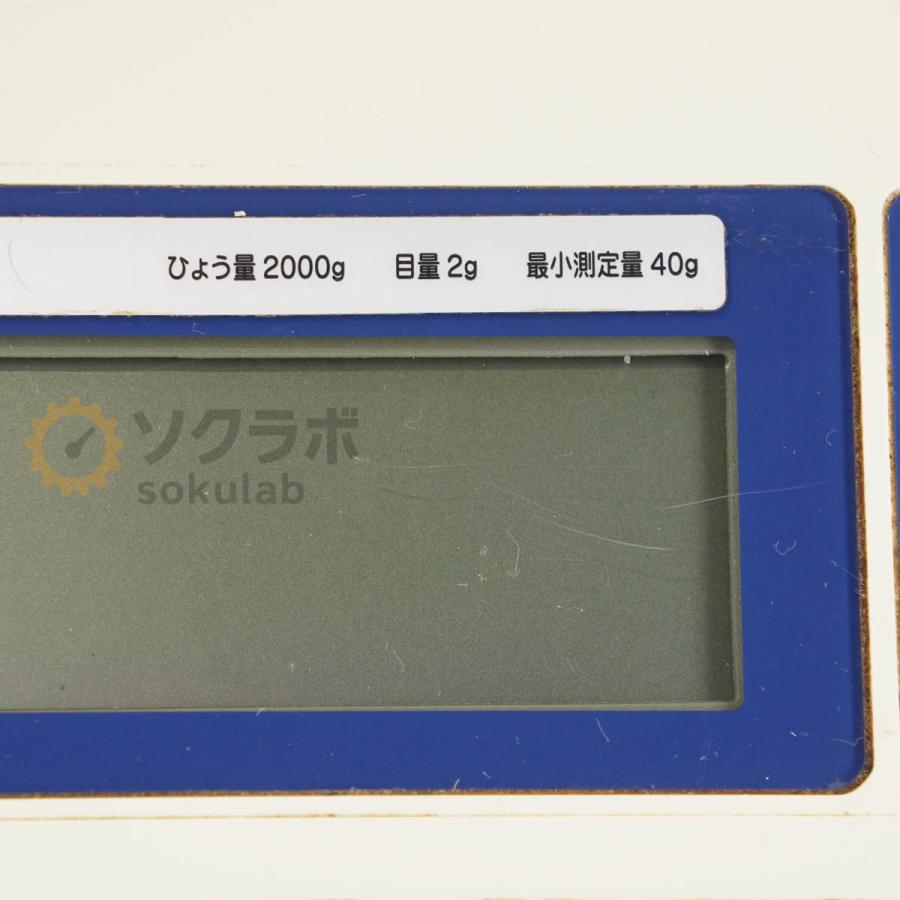 ひょう量 2000g 目量 2g 最小測定量 40g
ソクラボ
sokulab